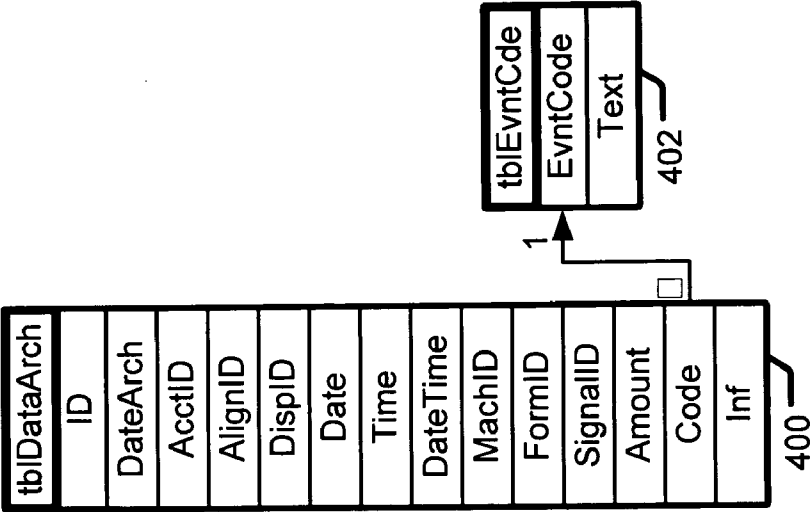 tblDataArch
ID
DateArch
AcctID
AlignID
DispID
Date
Time
DateTime
MachID
FormID
SignalID
Amount
Code
Inf
400
1
tblEvntCde
EvntCode
Text
402